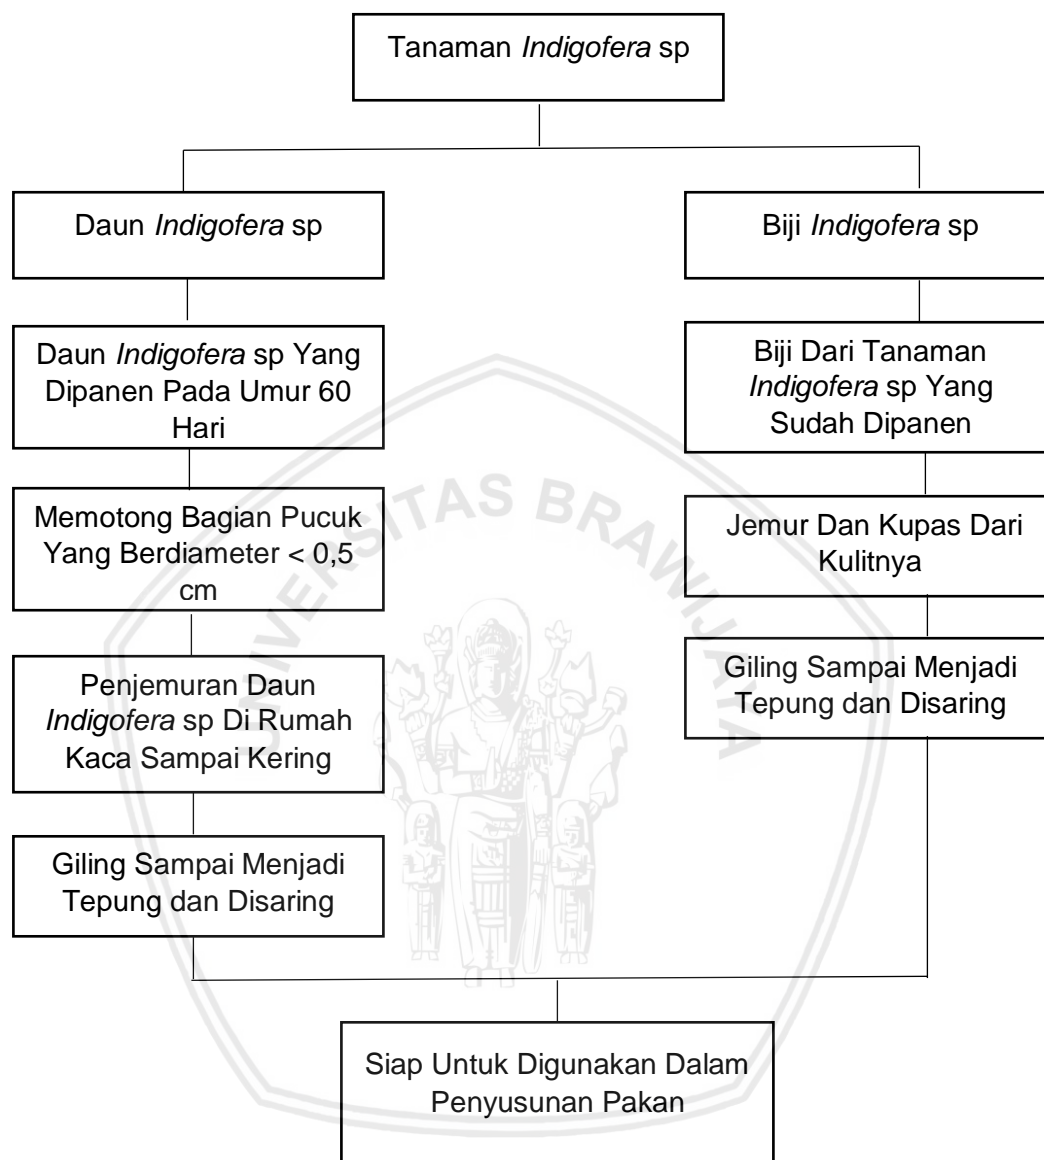 Tanaman Indigofera sp
Daun Indigofera sp
Biji Indigofera sp
Daun Indigofera sp Yang
Dipanen Pada Umur 60
Hari
Biji Dari Tanaman
Indigofera sp Yang
Sudah Dipanen
Memotong Bagian Pucuk
Yang Berdiameter < 0,5
cm
Jemur Dan Kupas Dari
Kulitnya
Penjemuran Daun
Indigofera sp Di Rumah
Kaca Sampai Kering
Giling Sampai Menjadi
Tepung dan Disaring
Giling Sampai Menjadi
Tepung dan Disaring
Siap Untuk Digunakan Dalam
Penyusunan Pakan
UNIVERSITAS BRAWIJAYA